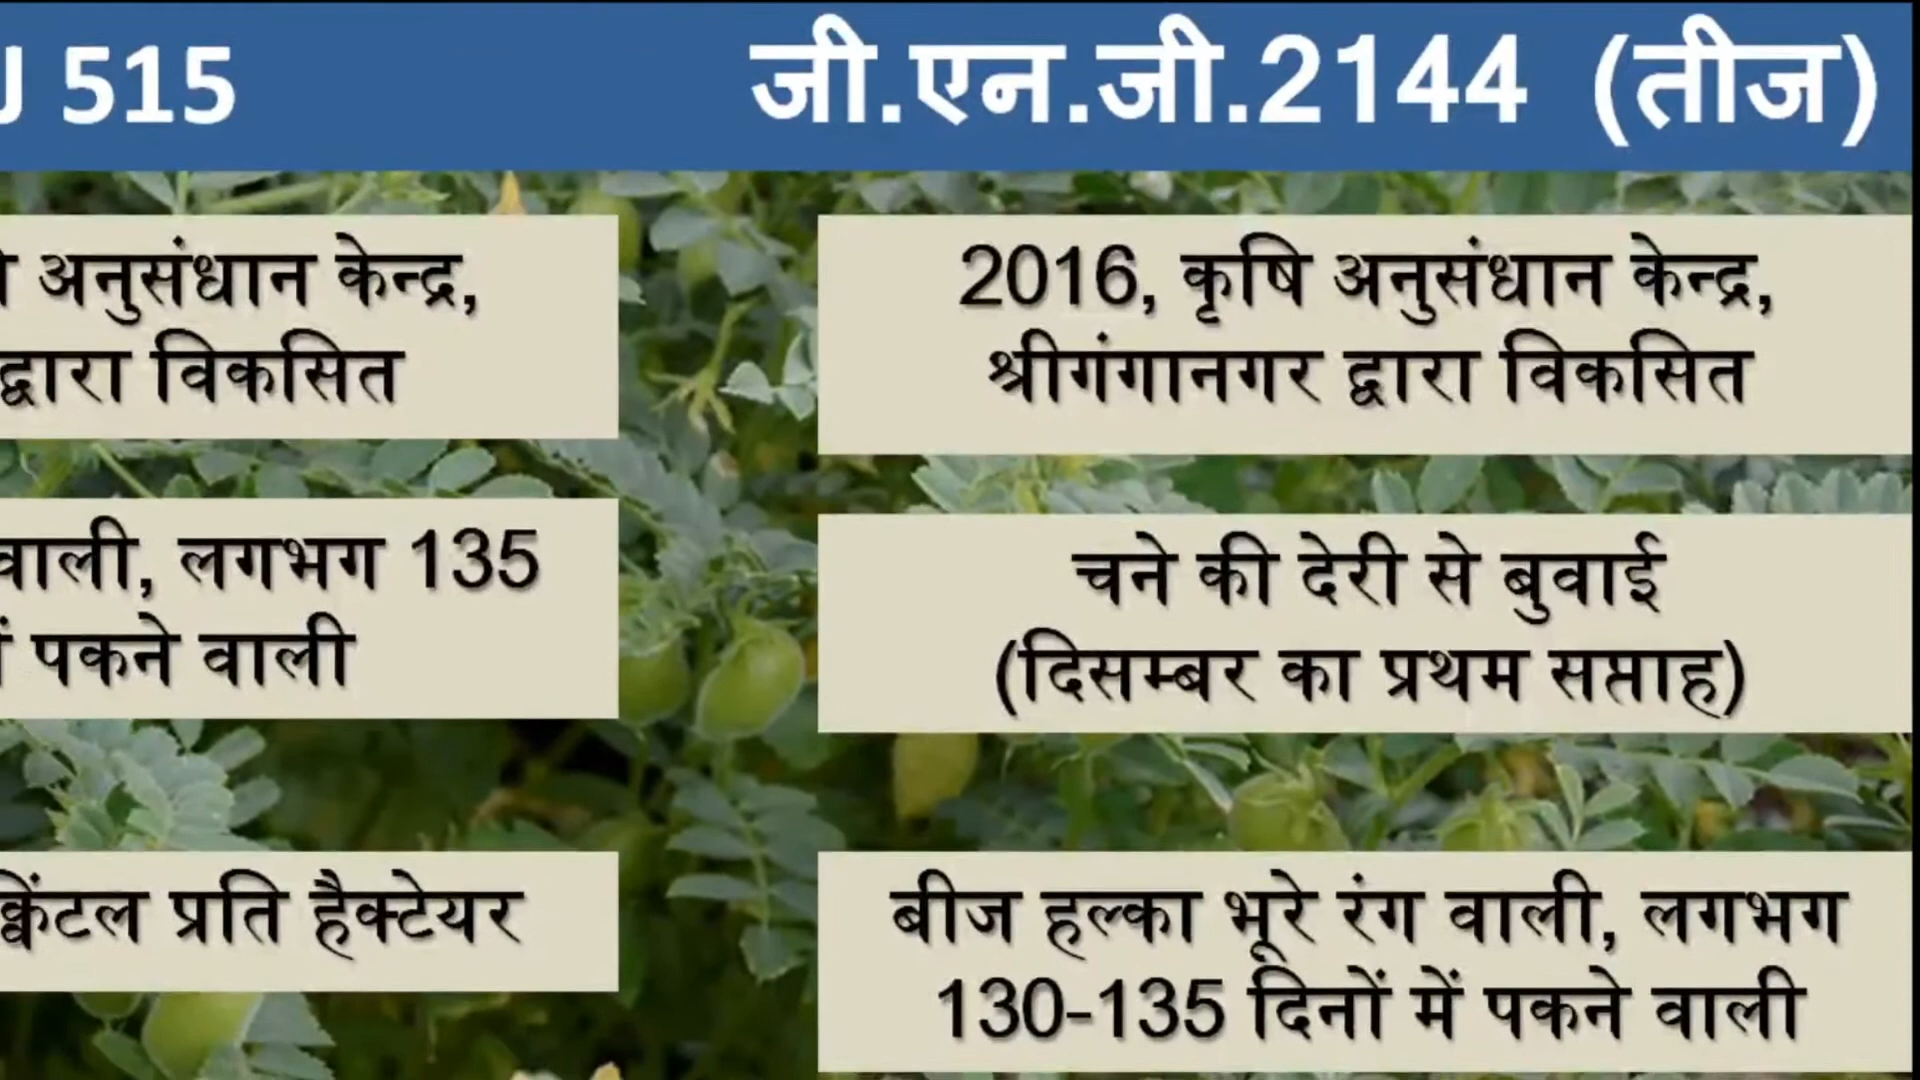 515
जी.एन.जी.2144 (तीज)
अनुसंधान केन्द्र,
द्वारा विकसित
वाली, लगभग 135
पकने वाली
क्विंटल प्रति हैक्टेयर
2016, कृषि अनुसंधान केन्द्र,
श्रीगंगानगर द्वारा विकसित
चने की देरी से बुवाई
(दिसम्बर का प्रथम सप्ताह)
बीज हल्का भूरे रंग वाली, लगभग
130-135 दिनों में पकने वाली